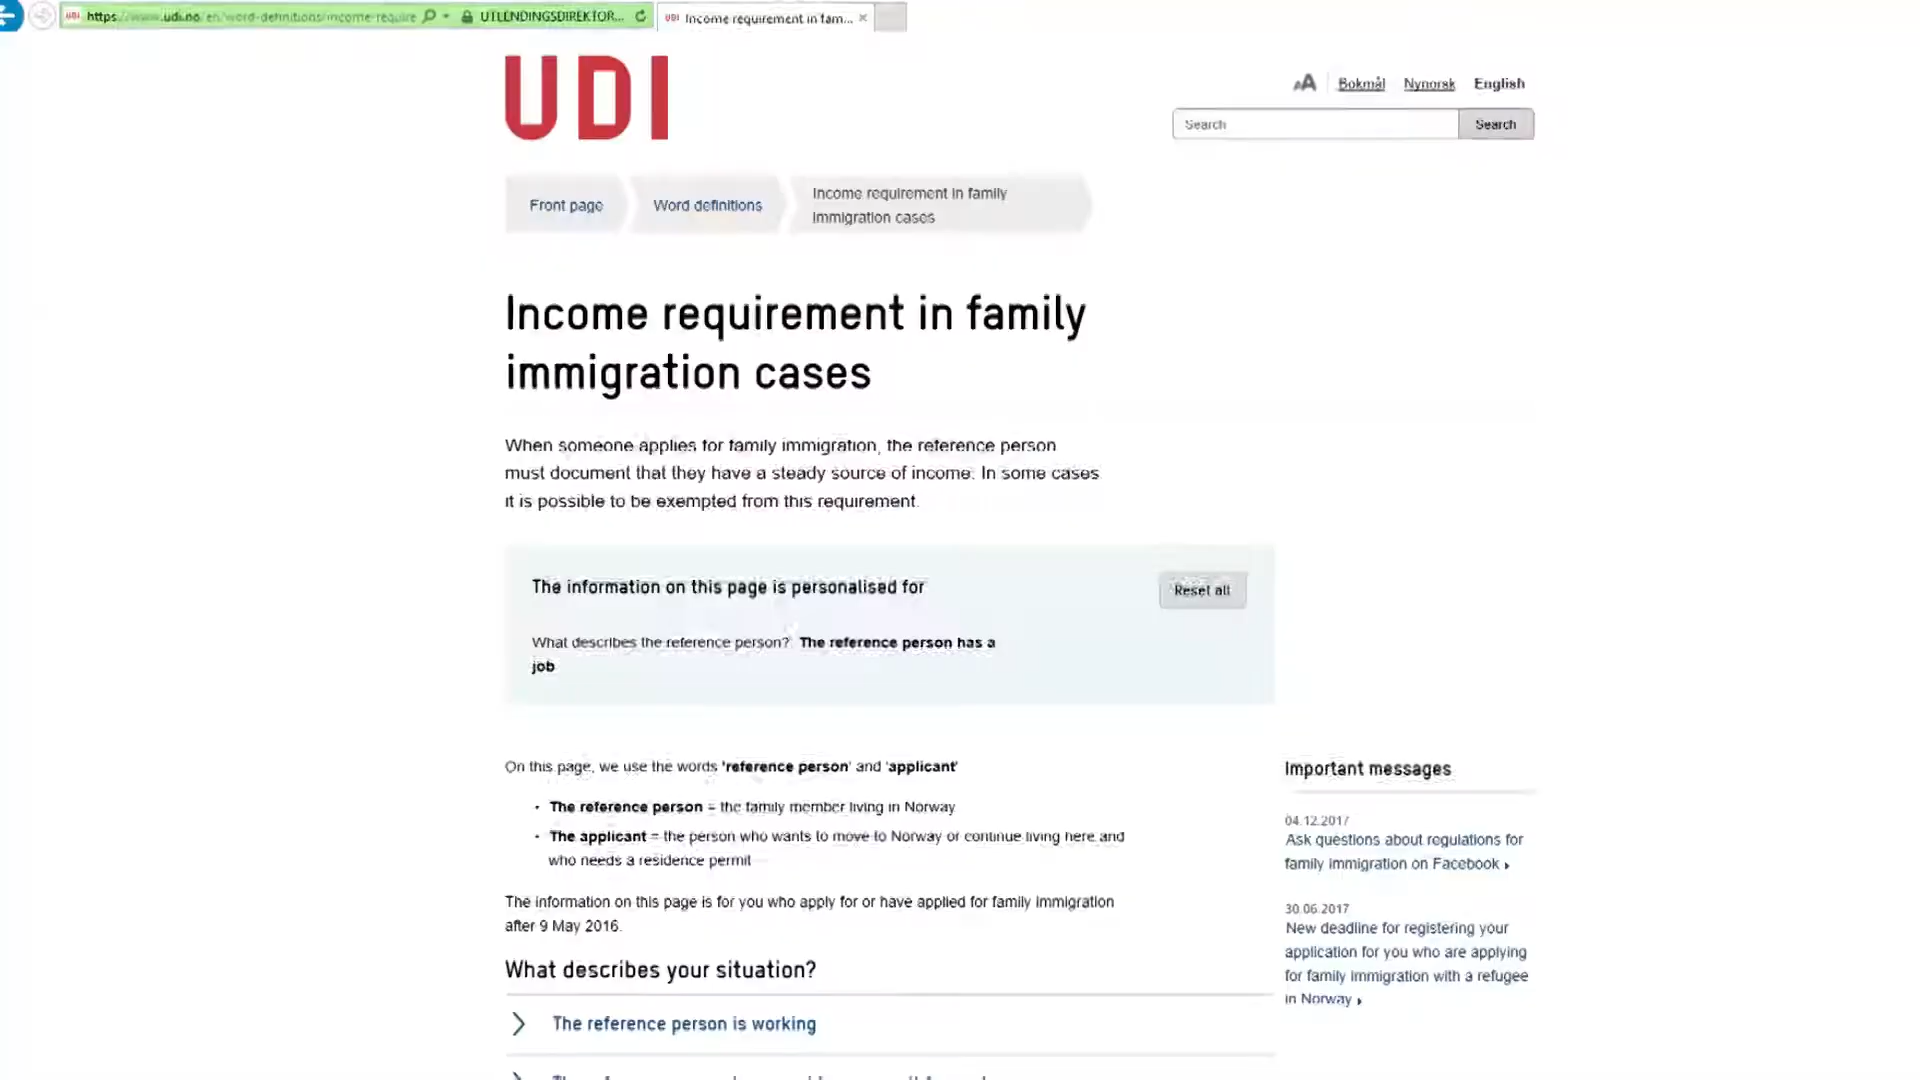 https://www.udi.no/en/word-definitions/income-require
UTLENDINGSDIREKTOR...
UDI Income requirement in fam...
UDI
AA
Bokmål
Nynorsk
English
Search
Search
Front page
Word definitions
Income requirement in family
immigration cases
Income requirement in family
immigration cases
When someone applies for family immigration, the reference person
must document that they have a steady source of income. In some cases
it is possible to be exempted from this requirement.
The information on this page is personalised for
Reset all
What describes the reference person? The reference person has a
job
On this page, we use the words 'reference person' and 'applicant'
• The reference person = the family member living in Norway
• The applicant = the person who wants to move to Norway or continue living here and
who needs a residence permit
The information on this page is for you who apply for or have applied for family immigration
after 9 May 2016.
What describes your situation?
The reference person is working
Important messages
04.12.2017
Ask questions about regulations for
family immigration on Facebook
30.06.2017
New deadline for registering your
application for you who are applying
for family immigration with a refugee
in Norway